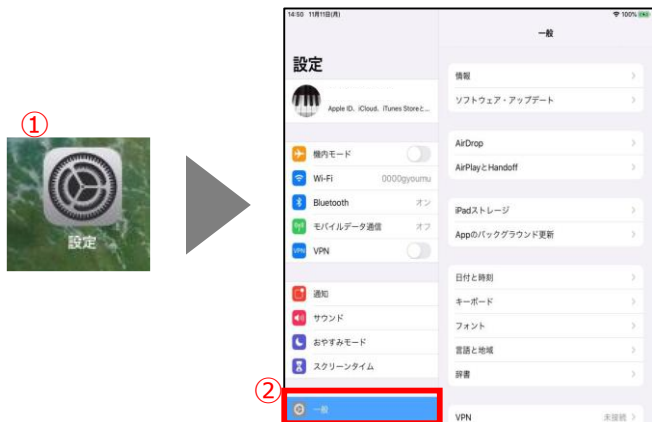 ①
設定
14:50 11月11日(月)
100%
設定
Apple ID、iCloud、iTunes Storeと...
機内モード
Wi-Fi 0000gyoumu
Bluetooth オン
モバイルデータ通信 オフ
VPN VPN
通知
サウンド
おやすみモード
スクリーンタイム
②
一般
一般
情報
ソフトウェア・アップデート
AirDrop
AirPlayとHandoff
iPadストレージ
Appのバックグラウンド更新
日付と時刻
キーボード
フォント
言語と地域
辞書
VPN 未接続